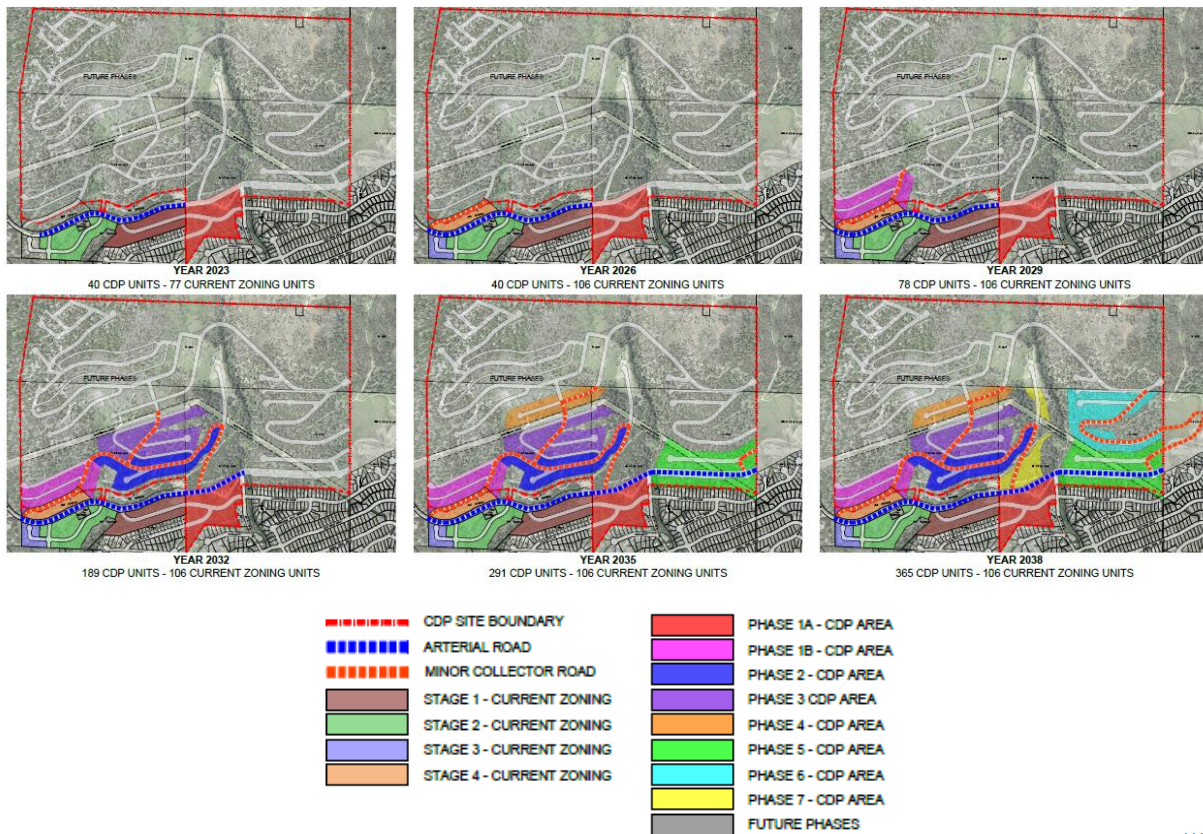 FUTURE PHASES
FUTURE PHASES
FUTURE PHASES
YEAR 2023
40 CDP UNITS - 77 CURRENT ZONING UNITS
YEAR 2026
40 CDP UNITS - 106 CURRENT ZONING UNITS
YEAR 2029
78 CDP UNITS - 106 CURRENT ZONING UNITS
FUTURE PHASES
FUTURE PHASES
FUTURE PHASES
YEAR 2032
189 CDP UNITS - 106 CURRENT ZONING UNITS
YEAR 2035
291 CDP UNITS - 106 CURRENT ZONING UNITS
YEAR 2038
365 CDP UNITS - 106 CURRENT ZONING UNITS
CDP SITE BOUNDARY
ARTERIAL ROAD
MINOR COLLECTOR ROAD
STAGE 1 - CURRENT ZONING
STAGE 2 - CURRENT ZONING
STAGE 3 - CURRENT ZONING
STAGE 4 - CURRENT ZONING
PHASE 1A - CDP AREA
PHASE 1B - CDP AREA
PHASE 2 - CDP AREA
PHASE 3 CDP AREA
PHASE 4 - CDP AREA
PHASE 5 - CDP AREA
PHASE 6 - CDP AREA
PHASE 7 - CDP AREA
FUTURE PHASES